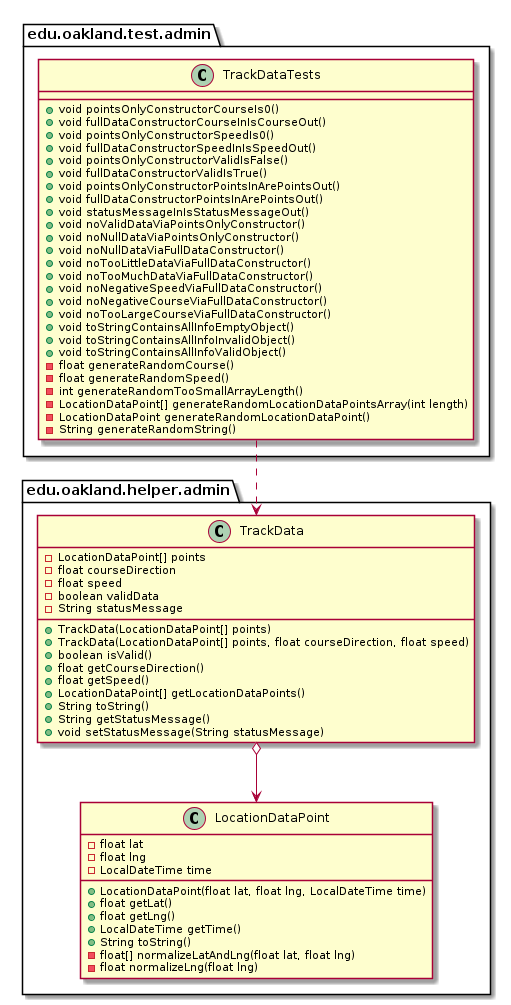 edu.oakland.test.admin
C TrackDataTests
void pointsOnlyConstructorCourseIs0()
void fullDataConstructorCourseInIsCourseOut()
void pointsOnlyConstructorSpeedIs0()
void fullDataConstructorSpeedInIsSpeedOut()
void pointsOnlyConstructorValidIsFalse()
void fullDataConstructorValidIsTrue()
void pointsOnlyConstructorPointsInArePointsOut()
void fullDataConstructorPointsInArePointsOut()
void statusMessageInIsStatusMessageOut()
void noValidDataViaPointsOnlyConstructor()
void noNullDataViaPointsOnlyConstructor()
void noNullDataViaFullDataConstructor()
void noTooLittleDataViaFullDataConstructor()
void noTooMuchDataViaFullDataConstructor()
void noNegativeSpeedViaFullDataConstructor()
void noNegativeCourseViaFullDataConstructor()
void noTooLargeCourseViaFullDataConstructor()
void toStringContainsAllInfoEmptyObject()
void toStringContainsAllInfoInvalidObject()
void toStringContainsAllInfoValidObject()
float generateRandomCourse()
float generateRandomSpeed()
int generateRandomTooSmallArrayLength()
LocationDataPoint[] generateRandomLocationDataPointsArray(int length)
LocationDataPoint generateRandomLocationDataPoint()
String generateRandomString()
edu.oakland.helper.admin
C TrackData
LocationDataPoint[] points
float courseDirection
float speed
boolean validData
String statusMessage
TrackData(LocationDataPoint[] points)
TrackData(LocationDataPoint[] points, float courseDirection, float speed)
boolean isValid()
float getCourseDirection()
float getSpeed()
LocationDataPoint[] getLocationDataPoints()
String toString()
String getStatusMessage()
void setStatusMessage(String statusMessage)
C LocationDataPoint
float lat
float lng
LocalDateTime time
LocationDataPoint(float lat, float lng, LocalDateTime time)
float getLat()
float getLng()
LocalDateTime getTime()
String toString()
float[] normalizeLatAndLng(float lat, float lng)
float normalizeLng(float lng)